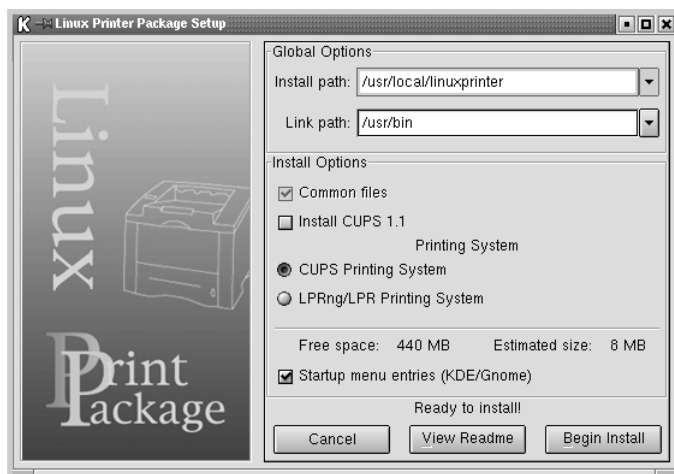 Linux Printer Package Setup
Linux
Print
Package
Global Options
Install path: /usr/local/linuxprinter
Link path: /usr/bin
Install Options
Common files
Install CUPS 1.1
Printing System
CUPS Printing System
LPRng/LPR Printing System
Free space: 440 MB Estimated size: 8 MB
Startup menu entries (KDE/Gnome)
Ready to install!
Cancel View Readme Begin Install